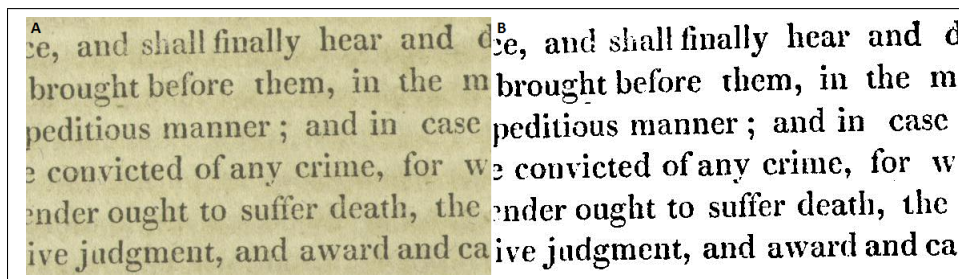 A
ce, and shall finally hear and d
brought before them, in the m
peditious manner ; and in case
e convicted of any crime, for w
ender ought to suffer death, the
ive judgment, and award and ca
B
ce, and shall finally hear and d
brought before them, in the m
peditious manner ; and in case
e convicted of any crime, for w
ender ought to suffer death, the
ive judgment, and award and ca